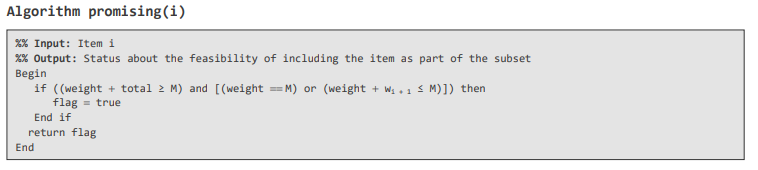 Algorithm promising(i)
%% Input: Item i
%% Output: Status about the feasibility of including the item as part of the subset
Begin
if ((weight + total ≥ M) and [(weight == M) or (weight + wᵢ ₊ ₁ ≤ M)]) then
flag = true
End if
return flag
End